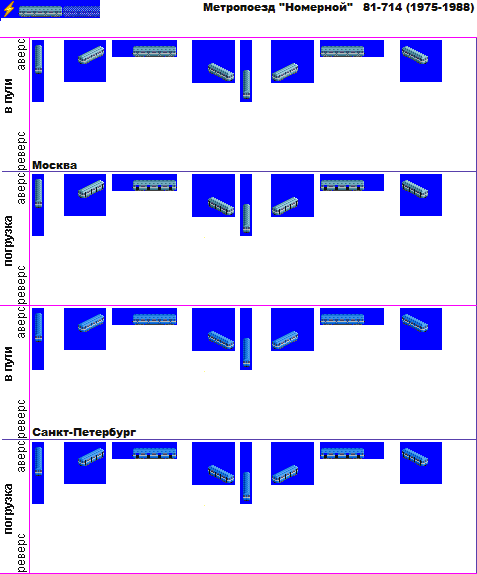 Метропоезд "Номерной" 81-714 (1975-1988)
аверс
в пути
реверс
Москва
аверс
погрузка
реверс
аверс
в пути
реверс
Санкт-Петербург
аверс
погрузка
реверс